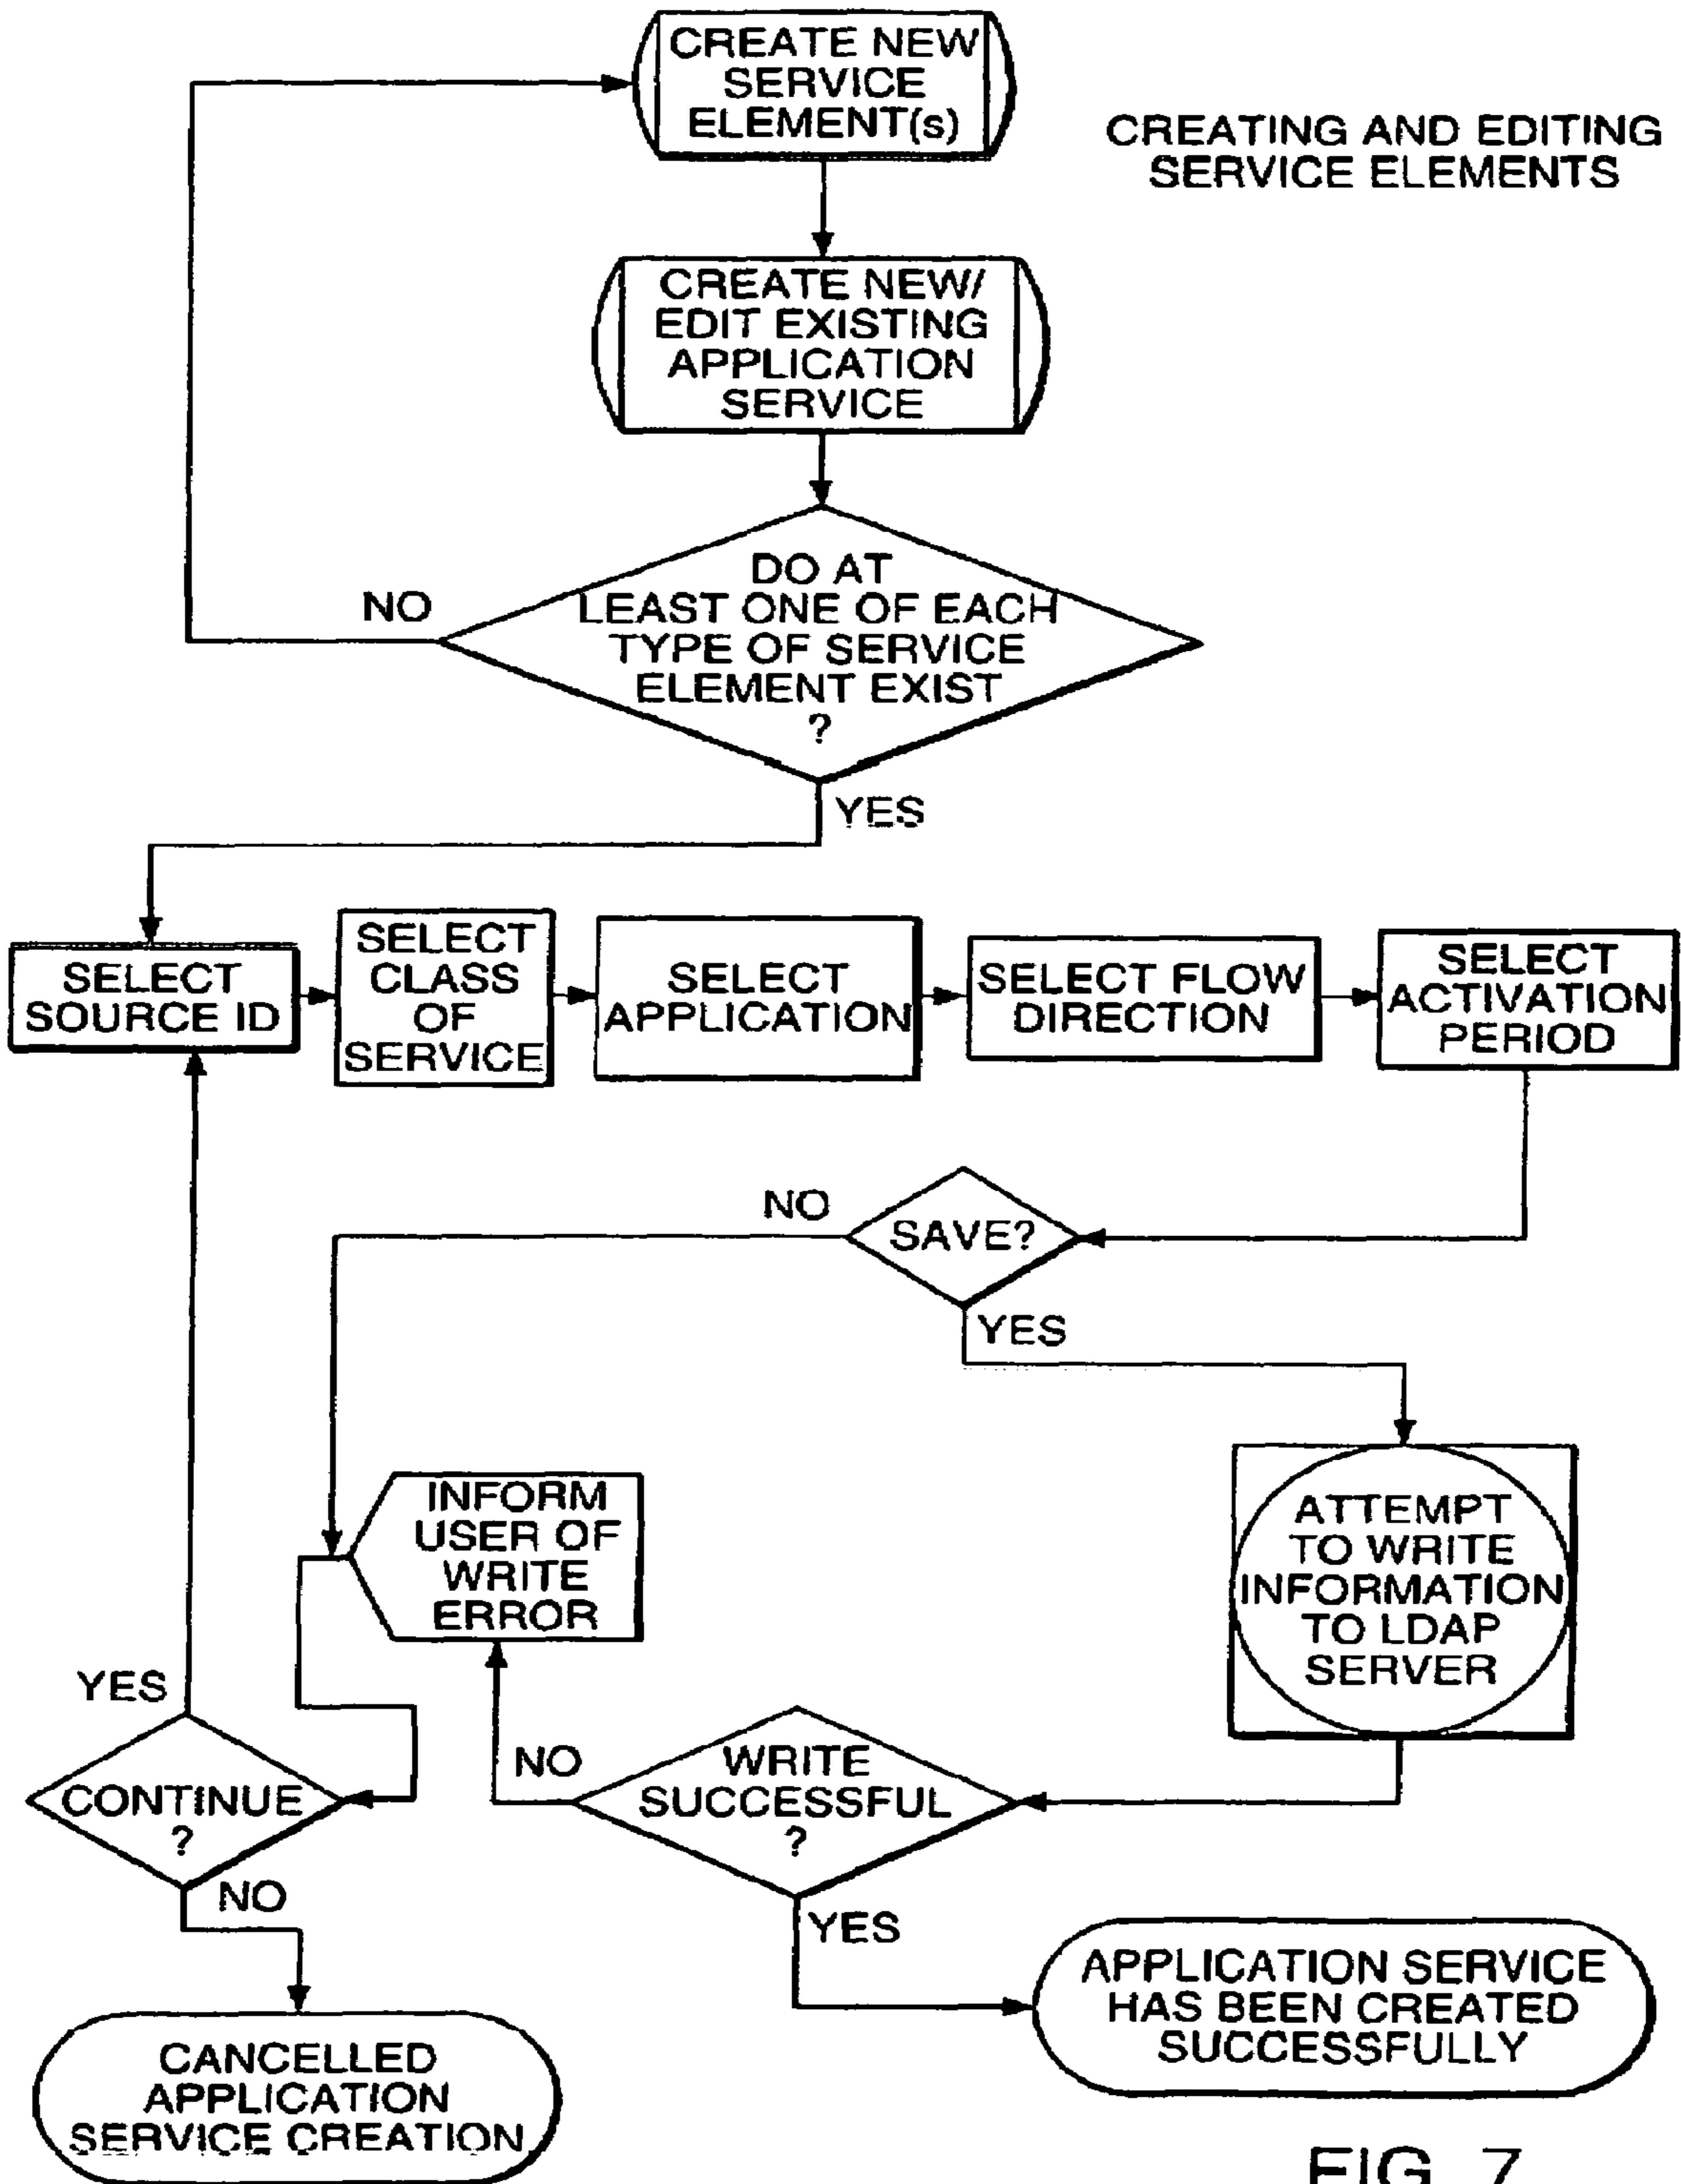 CREATE NEW
SERVICE
ELEMENT(s)
CREATING AND EDITING
SERVICE ELEMENTS
CREATE NEW/
EDIT EXISTING
APPLICATION
SERVICE
DO AT
LEAST ONE OF EACH
TYPE OF SERVICE
ELEMENT EXIST
?
NO
YES
SELECT
SOURCE ID
SELECT
CLASS
OF
SERVICE
SELECT
APPLICATION
SELECT FLOW
DIRECTION
SELECT
ACTIVATION
PERIOD
SAVE?
NO
YES
ATTEMPT
TO WRITE
INFORMATION
TO LDAP
SERVER
INFORM
USER OF
WRITE
ERROR
WRITE
SUCCESSFUL
?
NO
YES
CONTINUE
?
YES
NO
APPLICATION SERVICE
HAS BEEN CREATED
SUCCESSFULLY
CANCELLED
APPLICATION
SERVICE CREATION
FIG. 7